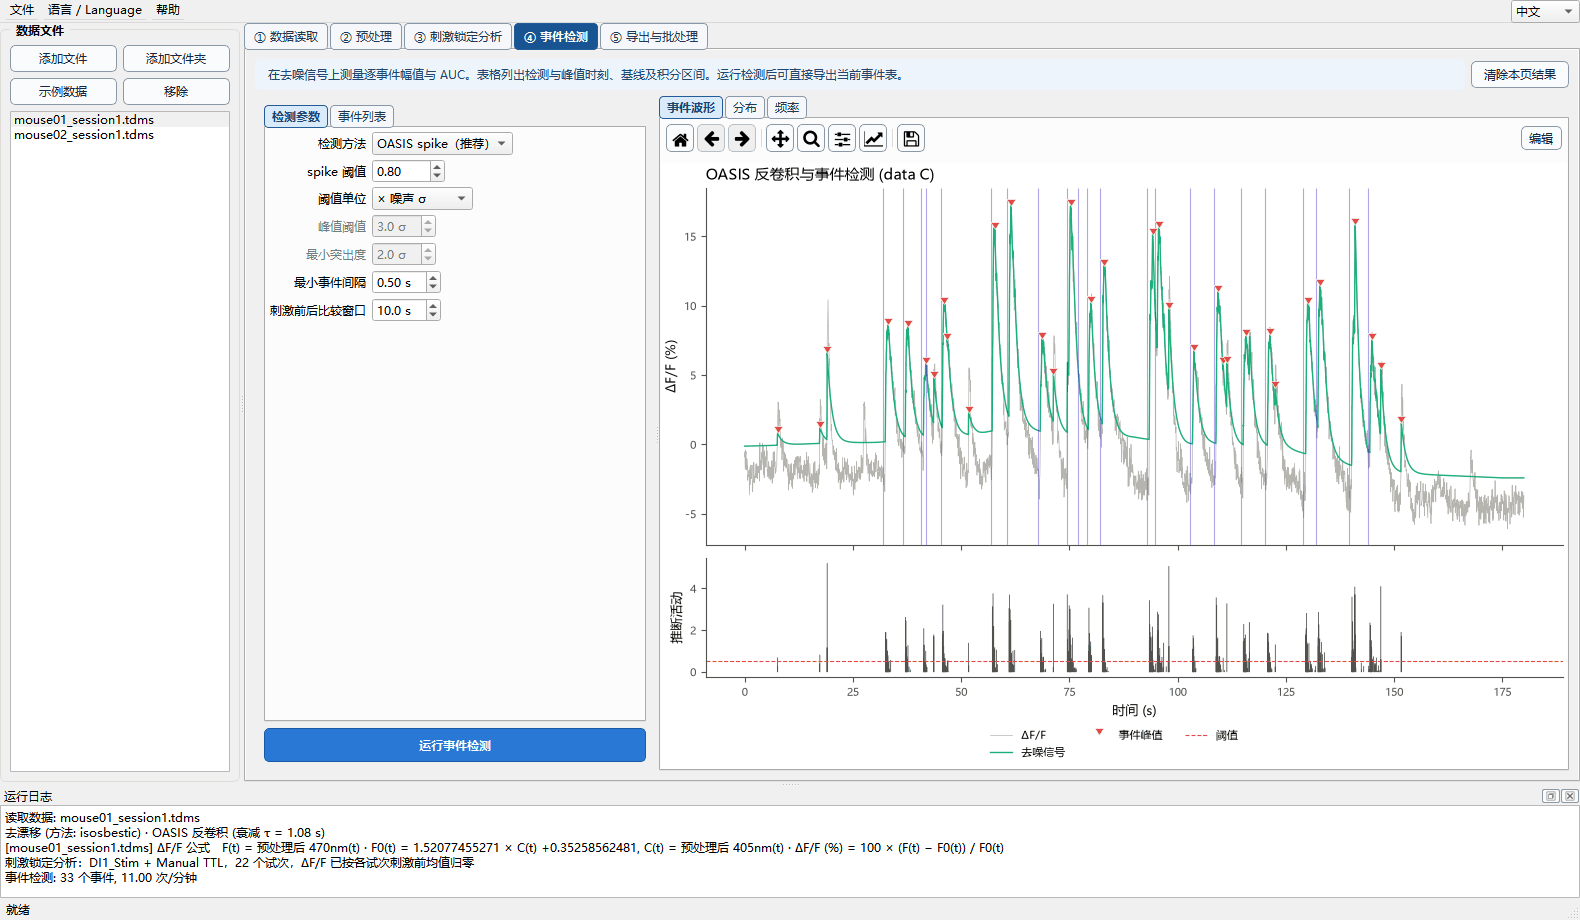 文件 语言 / Language 帮助 中文
数据文件
添加文件 添加文件夹
示例数据 移除
mouse01_session1.tdms
mouse02_session1.tdms
① 数据读取 ② 预处理 ③ 刺激锁定分析 ④ 事件检测 ⑤ 导出与批处理
在去噪信号上测量逐事件幅值与 AUC。表格列出检测与峰值时刻、基线及积分区间。运行检测后可直接导出当前事件表。
清除本页结果
检测参数 事件列表
检测方法 OASIS spike（推荐）
spike 阈值 0.80
阈值单位 × 噪声 σ
峰值阈值 3.0 σ
最小突出度 2.0 σ
最小事件间隔 0.50 s
刺激前后比较窗口 10.0 s
运行事件检测
事件波形 分布 频率
编辑
OASIS 反卷积与事件检测 (data C)
ΔF/F (%)
15
10
5
0
-5
推断活动
4
2
0
0 25 50 75 100 125 150 175
时间 (s)
ΔF/F 事件峰值 阈值
去噪信号
运行日志
读取数据: mouse01_session1.tdms
去漂移 (方法: isosbestic) · OASIS 反卷积 (衰减 τ = 1.08 s)
[mouse01_session1.tdms] ΔF/F 公式 F(t) = 预处理后 470nm(t) · F0(t) = 1.52077455271 × C(t) +0.35258562481, C(t) = 预处理后 405nm(t) · ΔF/F (%) = 100 × (F(t) − F0(t)) / F0(t)
刺激锁定分析：DI1_Stim + Manual TTL，22 个试次，ΔF/F 已按各试次刺激前均值归零
事件检测: 33 个事件, 11.00 次/分钟
就绪